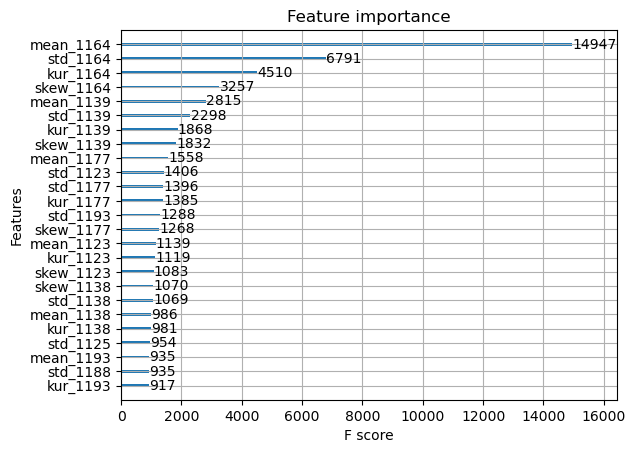 Feature importance
mean_1164 14947
std_1164 6791
kur_1164 4510
skew_1164 3257
mean_1139 2815
std_1139 2298
kur_1139 1868
skew_1139 1832
mean_1177 1558
std_1123 1406
std_1177 1396
kur_1177 1385
std_1193 1288
skew_1177 1268
mean_1123 1139
kur_1123 1119
skew_1123 1083
skew_1138 1070
std_1138 1069
mean_1138 986
kur_1138 981
std_1125 954
mean_1193 935
std_1188 935
kur_1193 917
Features
0 2000 4000 6000 8000 10000 12000 14000 16000
F score